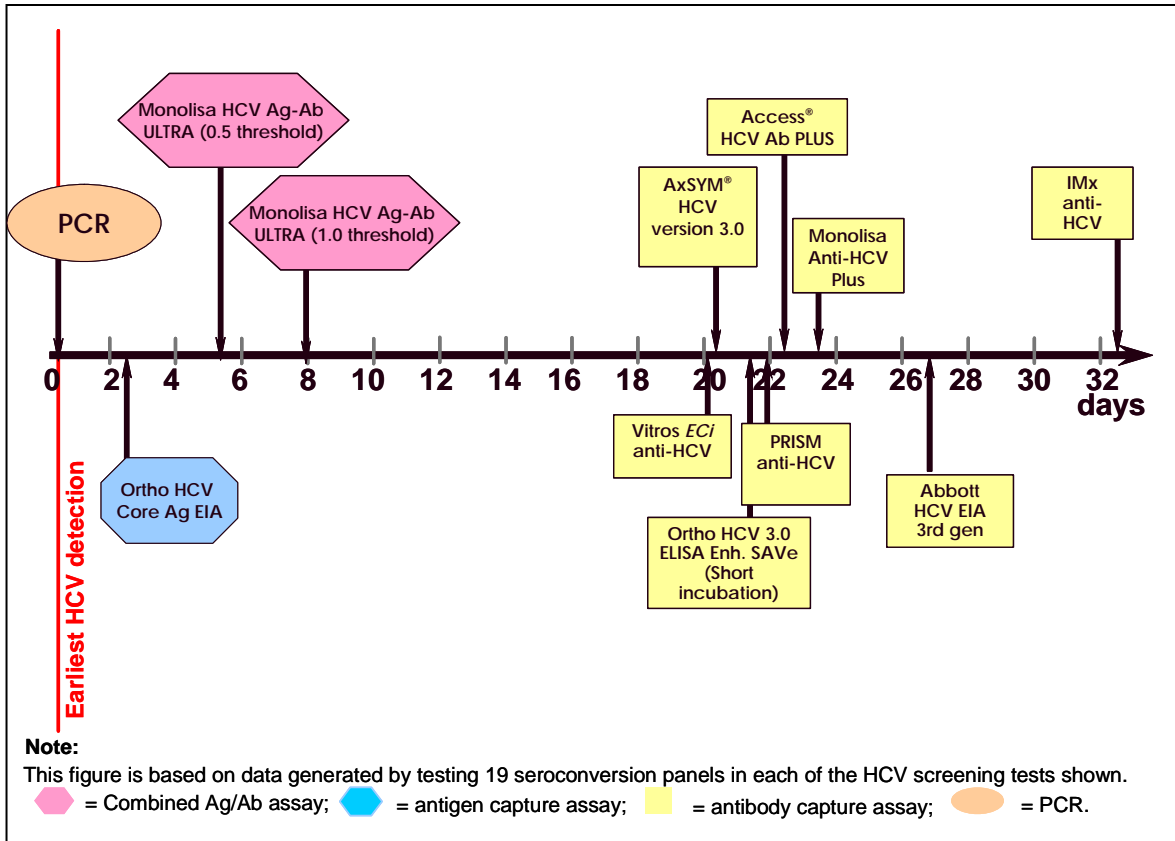 Monolisa HCV Ag-Ab
ULTRA (0.5 threshold)
Access®
HCV Ab PLUS
PCR
Monolisa HCV Ag-Ab
ULTRA (1.0 threshold)
AxSYM®
HCV
version 3.0
Monolisa
Anti-HCV
Plus
IMx
anti-
HCV
0 2 4 6 8 10 12 14 16 18 20 22 24 26 28 30 32
days
Earliest HCV detection
Ortho HCV
Core Ag EIA
Vitros ECi
anti-HCV
PRISM
anti-HCV
Ortho HCV 3.0
ELISA Enh. SAVe
(Short
incubation)
Abbott
HCV EIA
3rd gen
Note:
This figure is based on data generated by testing 19 seroconversion panels in each of the HCV screening tests shown.
= Combined Ag/Ab assay; = antigen capture assay; = antibody capture assay; = PCR.